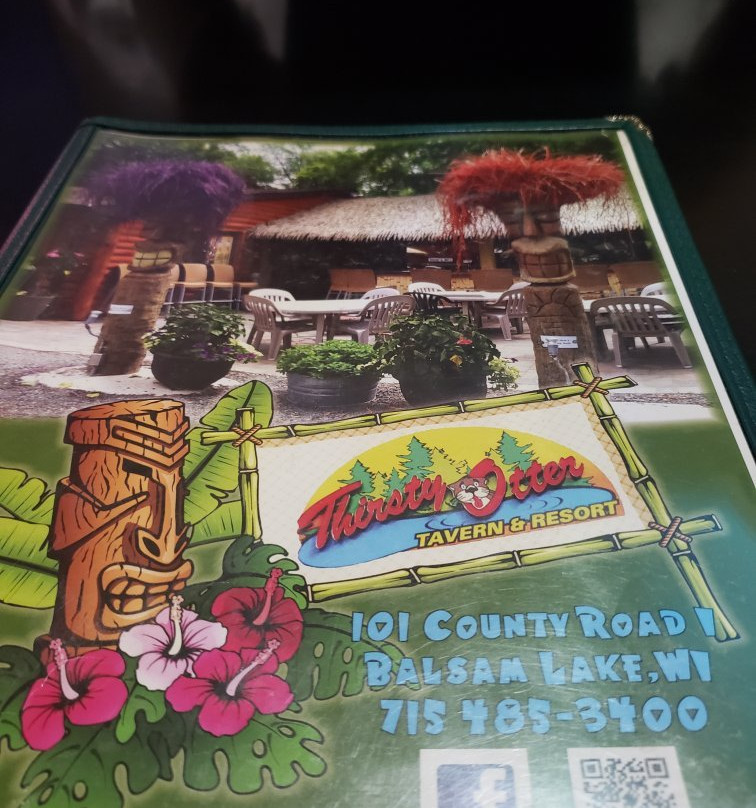 Thirsty Otter
TAVERN & RESORT
101 COUNTY ROAD I
BALSAM LAKE, WI
715 485-3400